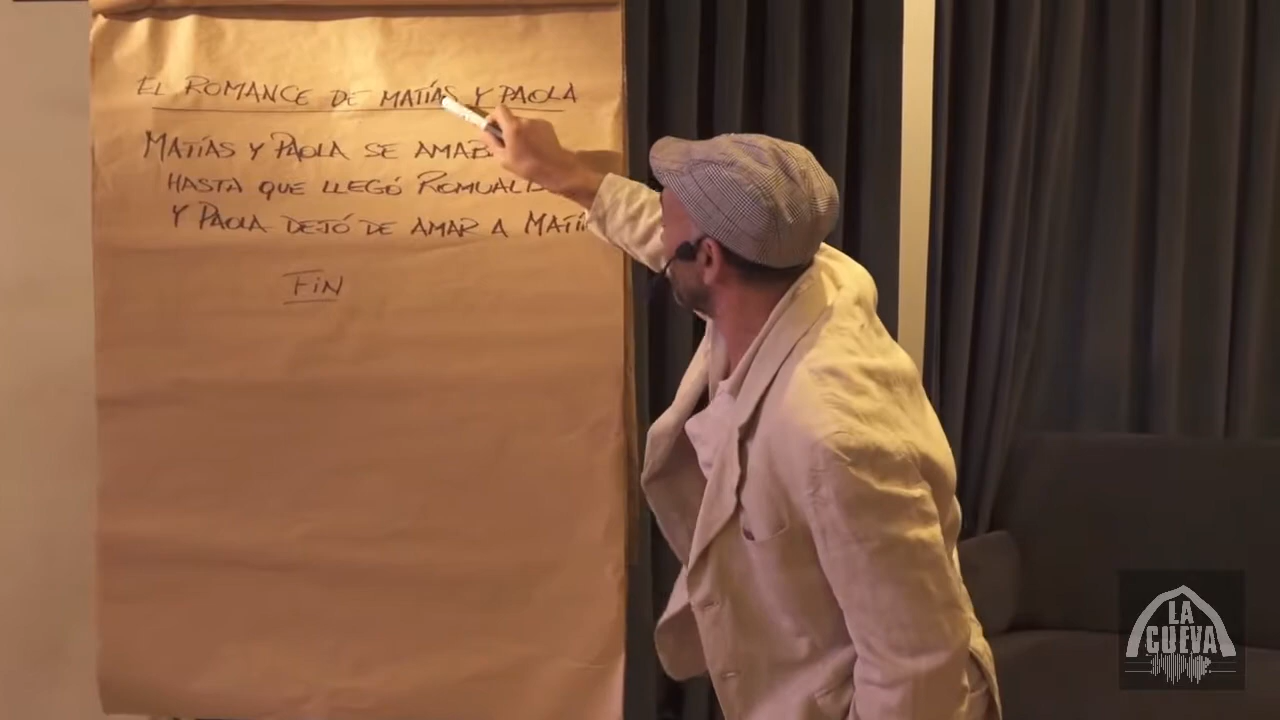 EL ROMANCE DE MATÍAS Y PAOLA
MATÍAS Y PAOLA SE
HASTA QUE LLEGÓ
Y PAOLA DEJÓ DE AMAR A
FIN
LA
CUEVA